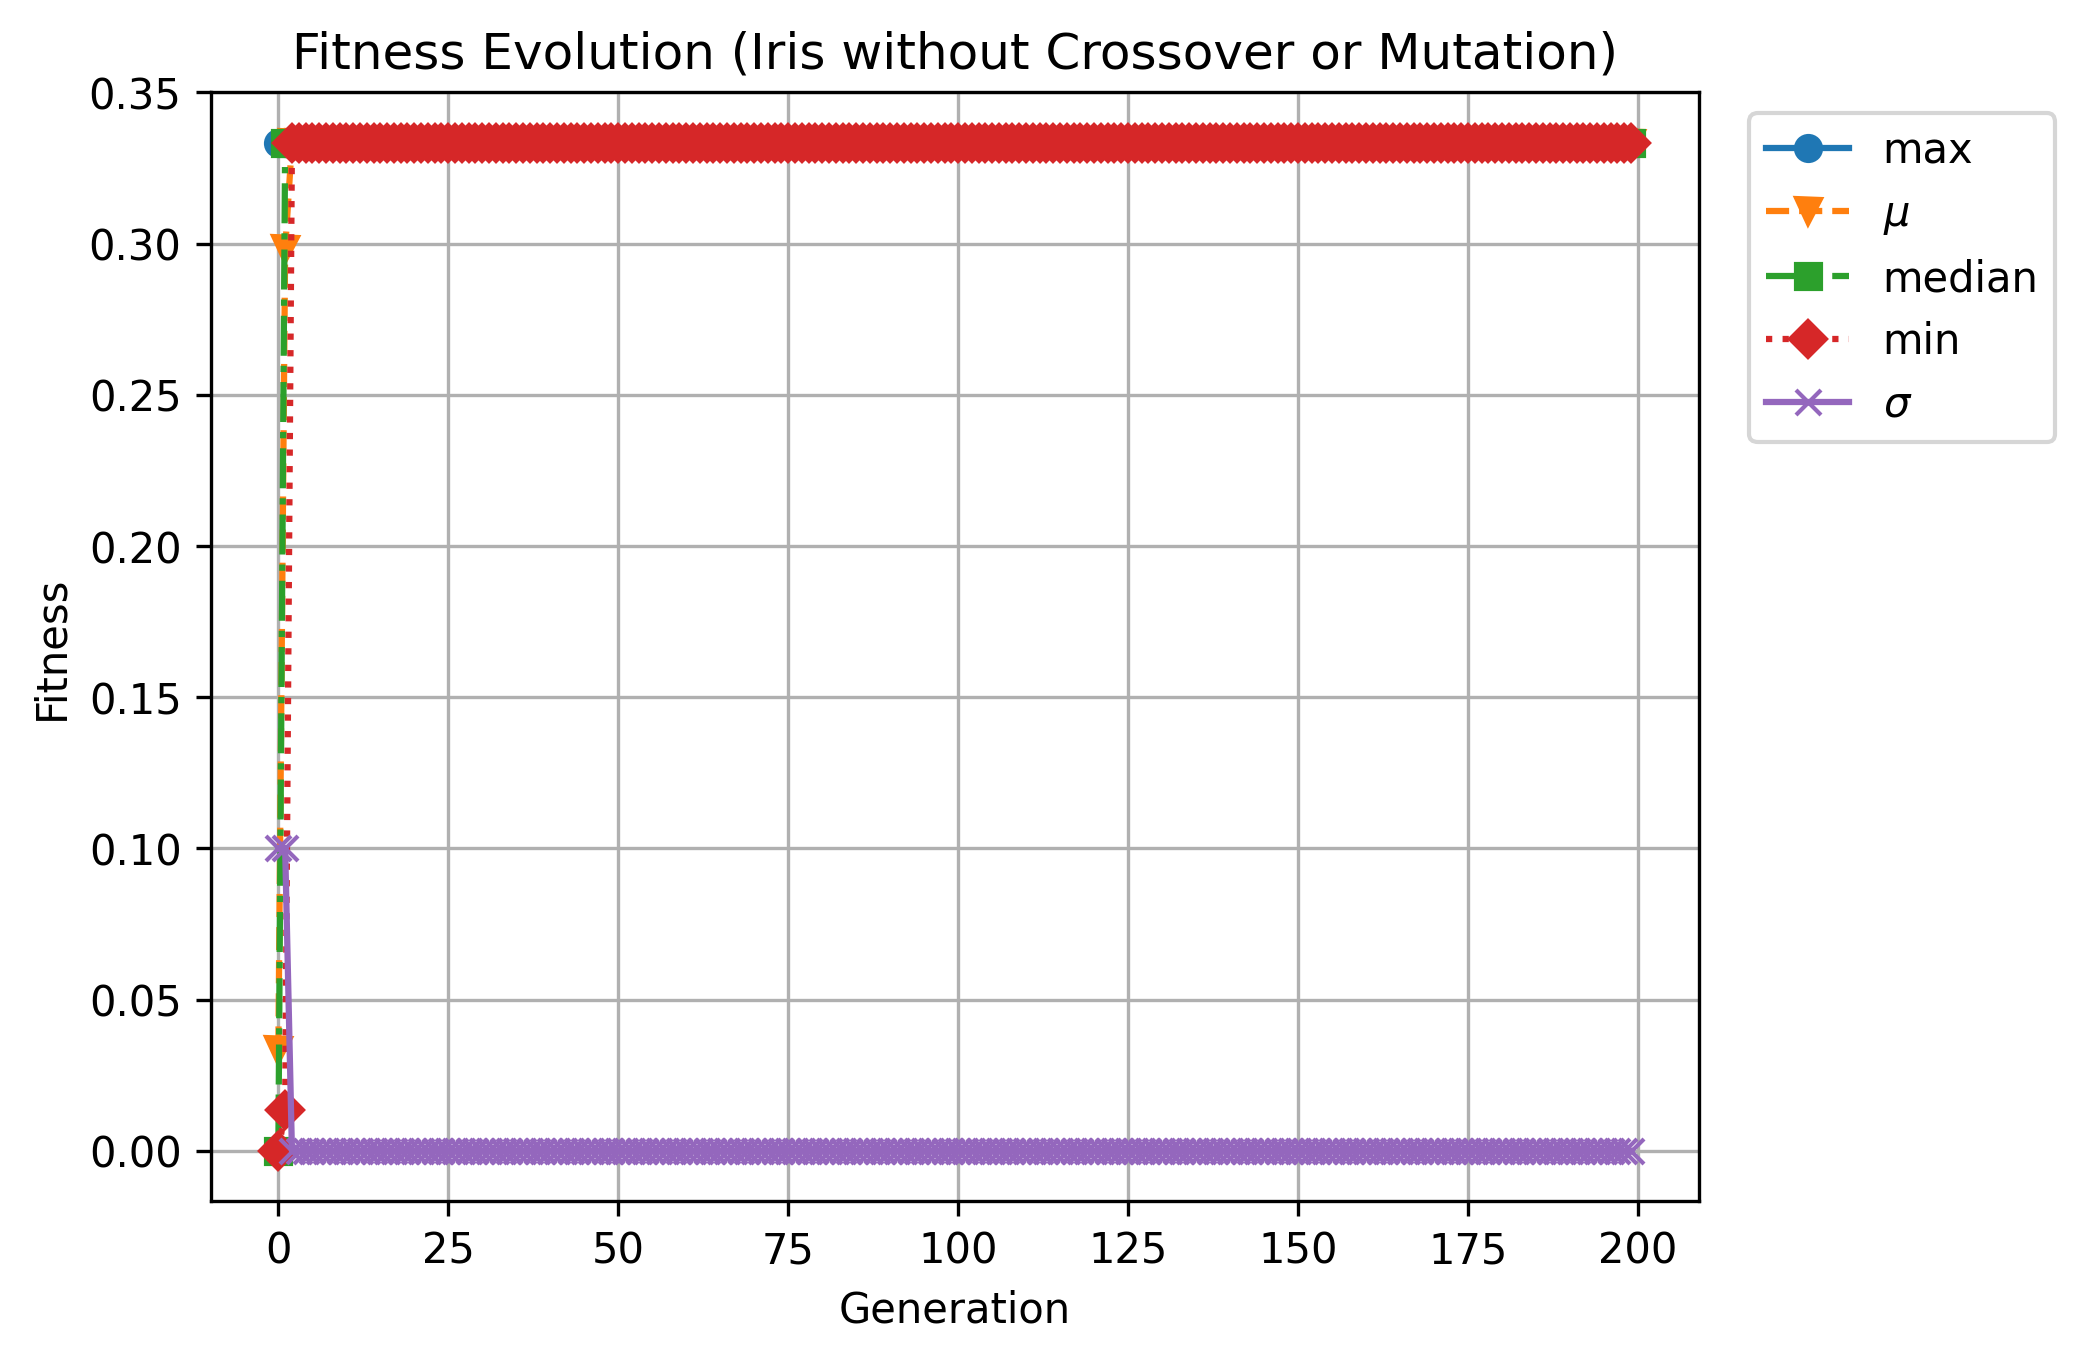 Fitness Evolution (Iris without Crossover or Mutation)
0.35
0.30
0.25
0.20
0.15
0.10
0.05
0.00
Fitness
0
25
50
75
100
125
150
175
200
Generation
max
μ
median
min
σ